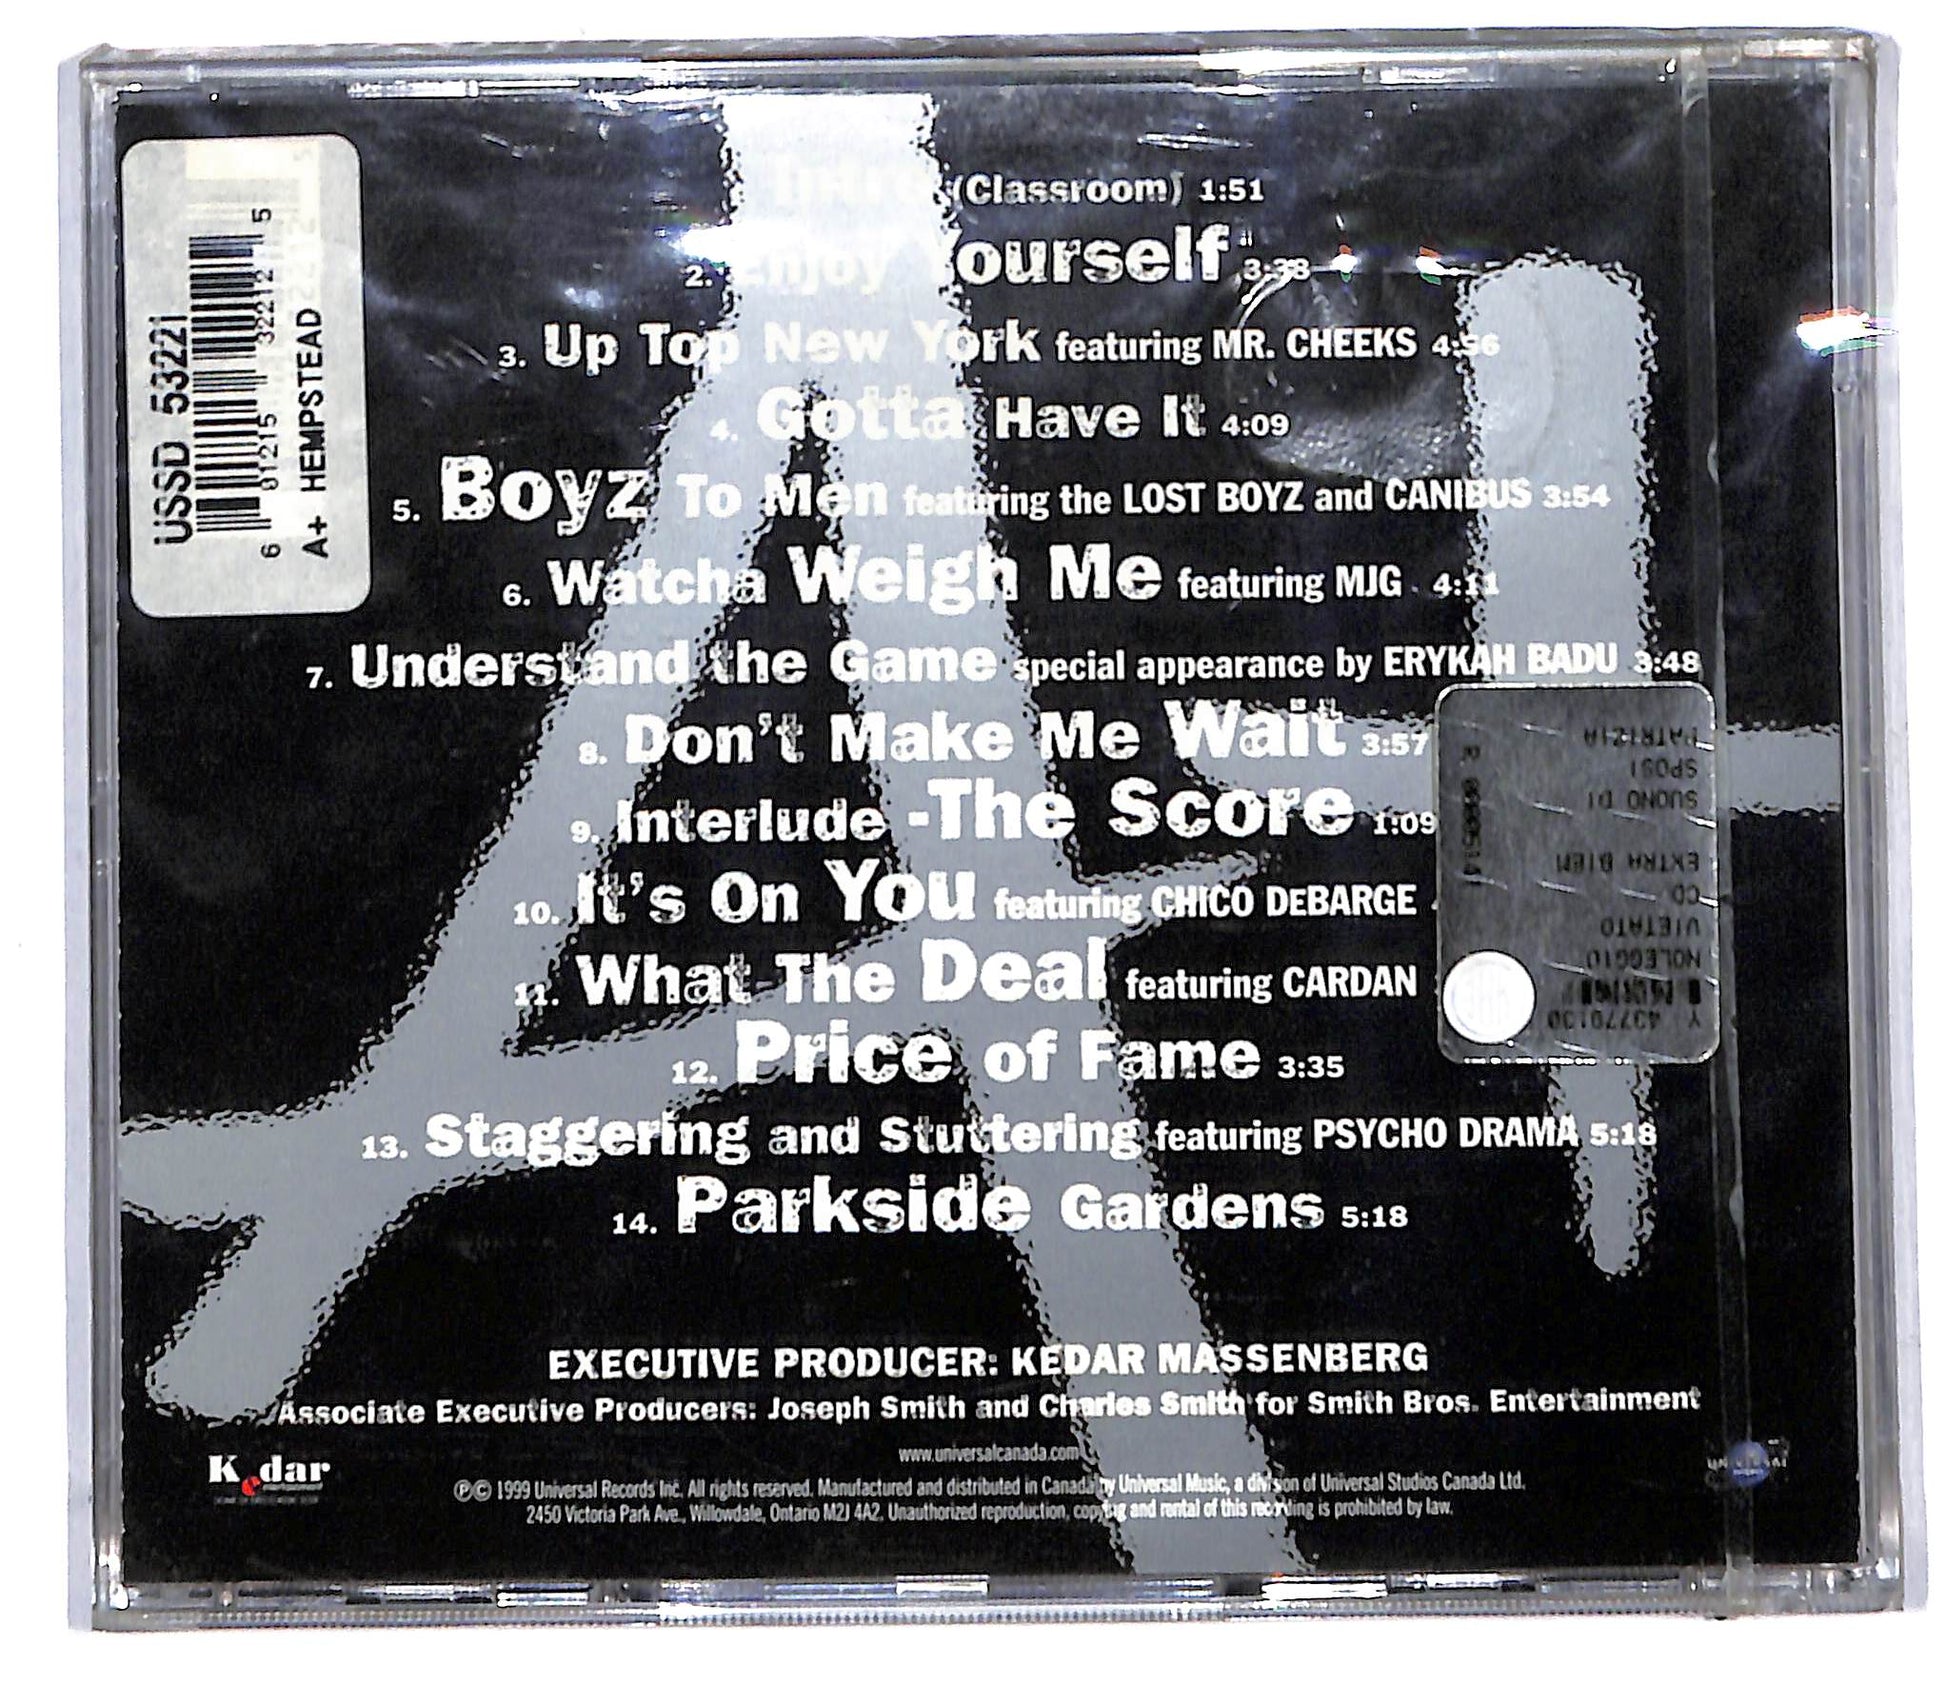 (Classroom) 1:51
2. Enjoy Yourself 3:38
3. Up Top New York featuring MR. CHEEKS 4:56
4. Gotta Have It 4:09
5. Boyz To Men featuring the LOST BOYZ and CANIBUS 3:54
6. Watcha Weigh Me featuring MJG 4:11
7. Understand the Game special appearance by ERYKAH BADU 3:48
8. Don't Make Me Wait 3:57
9. Interlude -The Score 1:09
10. It's On You featuring CHICO DEBARGE
11. What The Deal featuring CARDAN
12. Price of Fame 3:35
13. Staggering and Stuttering featuring PSYCHO DRAMA 5:18
14. Parkside Gardens 5:18
EXECUTIVE PRODUCER: KEDAR MASSENBERG
Associate Executive Producers: Joseph Smith and Charles Smith for Smith Bros. Entertainment
www.universalcanada.com
℗© 1999 Universal Records Inc. All rights reserved. Manufactured and distributed in Canada by Universal Music, a division of Universal Studios Canada Ltd.
2450 Victoria Park Ave., Willowdale, Ontario M2J 4A2. Unauthorized reproduction, copying and rental of this recording is prohibited by law.
Kedar
UNIVERSAL
USSD 53221
6 01215 32212 5
A+ HEMPSTEAD
PATRIZIA
SPOSI
SUONO DI
EXTRA BIEM
CD
VIETATO
NOLEGGIO
Y 43770130